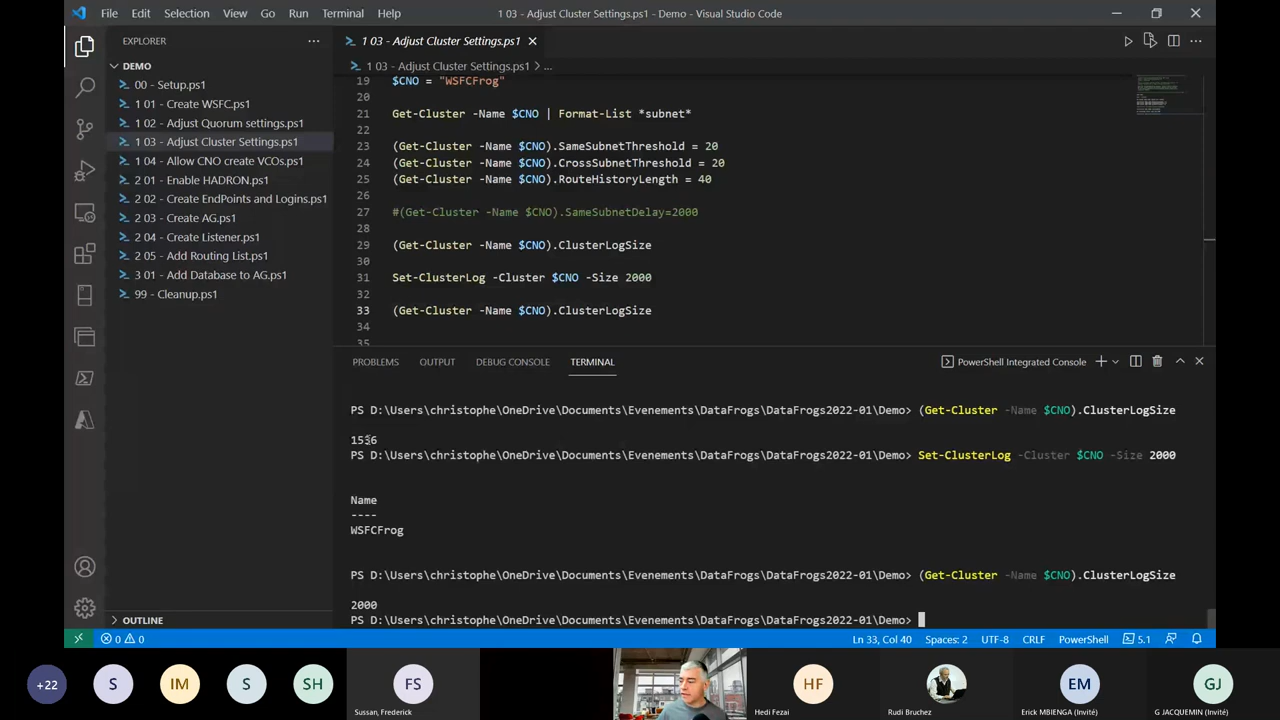 File Edit Selection View Go Run Terminal Help
1 03 - Adjust Cluster Settings.ps1 - Demo - Visual Studio Code
EXPLORER
DEMO
00 - Setup.ps1
1 01 - Create WSFC.ps1
1 02 - Adjust Quorum settings.ps1
1 03 - Adjust Cluster Settings.ps1
1 04 - Allow CNO create VCOs.ps1
2 01 - Enable HADRON.ps1
2 02 - Create EndPoints and Logins.ps1
2 03 - Create AG.ps1
2 04 - Create Listener.ps1
2 05 - Add Routing List.ps1
3 01 - Add Database to AG.ps1
99 - Cleanup.ps1
OUTLINE
1 03 - Adjust Cluster Settings.ps1
1 03 - Adjust Cluster Settings.ps1 > ...
19 $CNO = "WSFCFrog"
20
21 Get-Cluster -Name $CNO | Format-List *subnet*
22
23 (Get-Cluster -Name $CNO).SameSubnetThreshold = 20
24 (Get-Cluster -Name $CNO).CrossSubnetThreshold = 20
25 (Get-Cluster -Name $CNO).RouteHistoryLength = 40
26
27 #(Get-Cluster -Name $CNO).SameSubnetDelay=2000
28
29 (Get-Cluster -Name $CNO).ClusterLogSize
30
31 Set-ClusterLog -Cluster $CNO -Size 2000
32
33 (Get-Cluster -Name $CNO).ClusterLogSize
34
35
PROBLEMS OUTPUT DEBUG CONSOLE TERMINAL
PowerShell Integrated Console
PS D:\Users\christophe\OneDrive\Documents\Evenements\DataFrogs\DataFrogs2022-01\Demo> (Get-Cluster -Name $CNO).ClusterLogSize
1536
PS D:\Users\christophe\OneDrive\Documents\Evenements\DataFrogs\DataFrogs2022-01\Demo> Set-ClusterLog -Cluster $CNO -Size 2000
Name
----
WSFCFrog
PS D:\Users\christophe\OneDrive\Documents\Evenements\DataFrogs\DataFrogs2022-01\Demo> (Get-Cluster -Name $CNO).ClusterLogSize
2000
PS D:\Users\christophe\OneDrive\Documents\Evenements\DataFrogs\DataFrogs2022-01\Demo>
0 0
Ln 33, Col 40 Spaces: 2 UTF-8 CRLF PowerShell 5.1
+22 S IM S SH FS HF EM GJ
Sussan, Frederick
Hedi Fezai
Rudi Bruchez
Erick MBIENGA (Invité)
G JACQUEMIN (Invité)